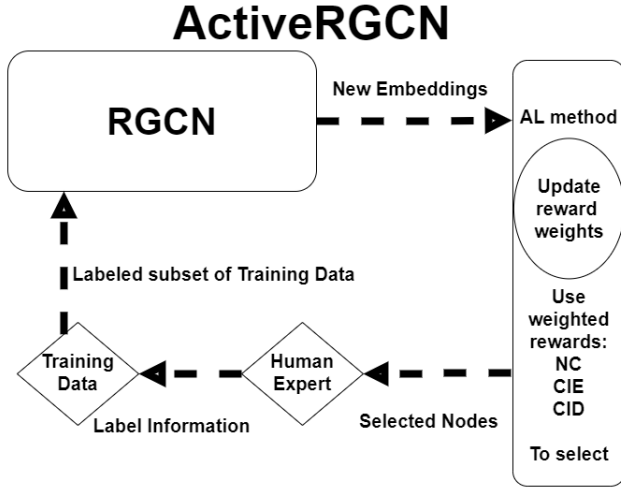 ActiveRGCN
RGCN
New Embeddings
AL method
Update
reward
weights
Use
weighted
rewards:
NC
CIE
CID
To select
Selected Nodes
Human
Expert
Label Information
Training
Data
Labeled subset of Training Data